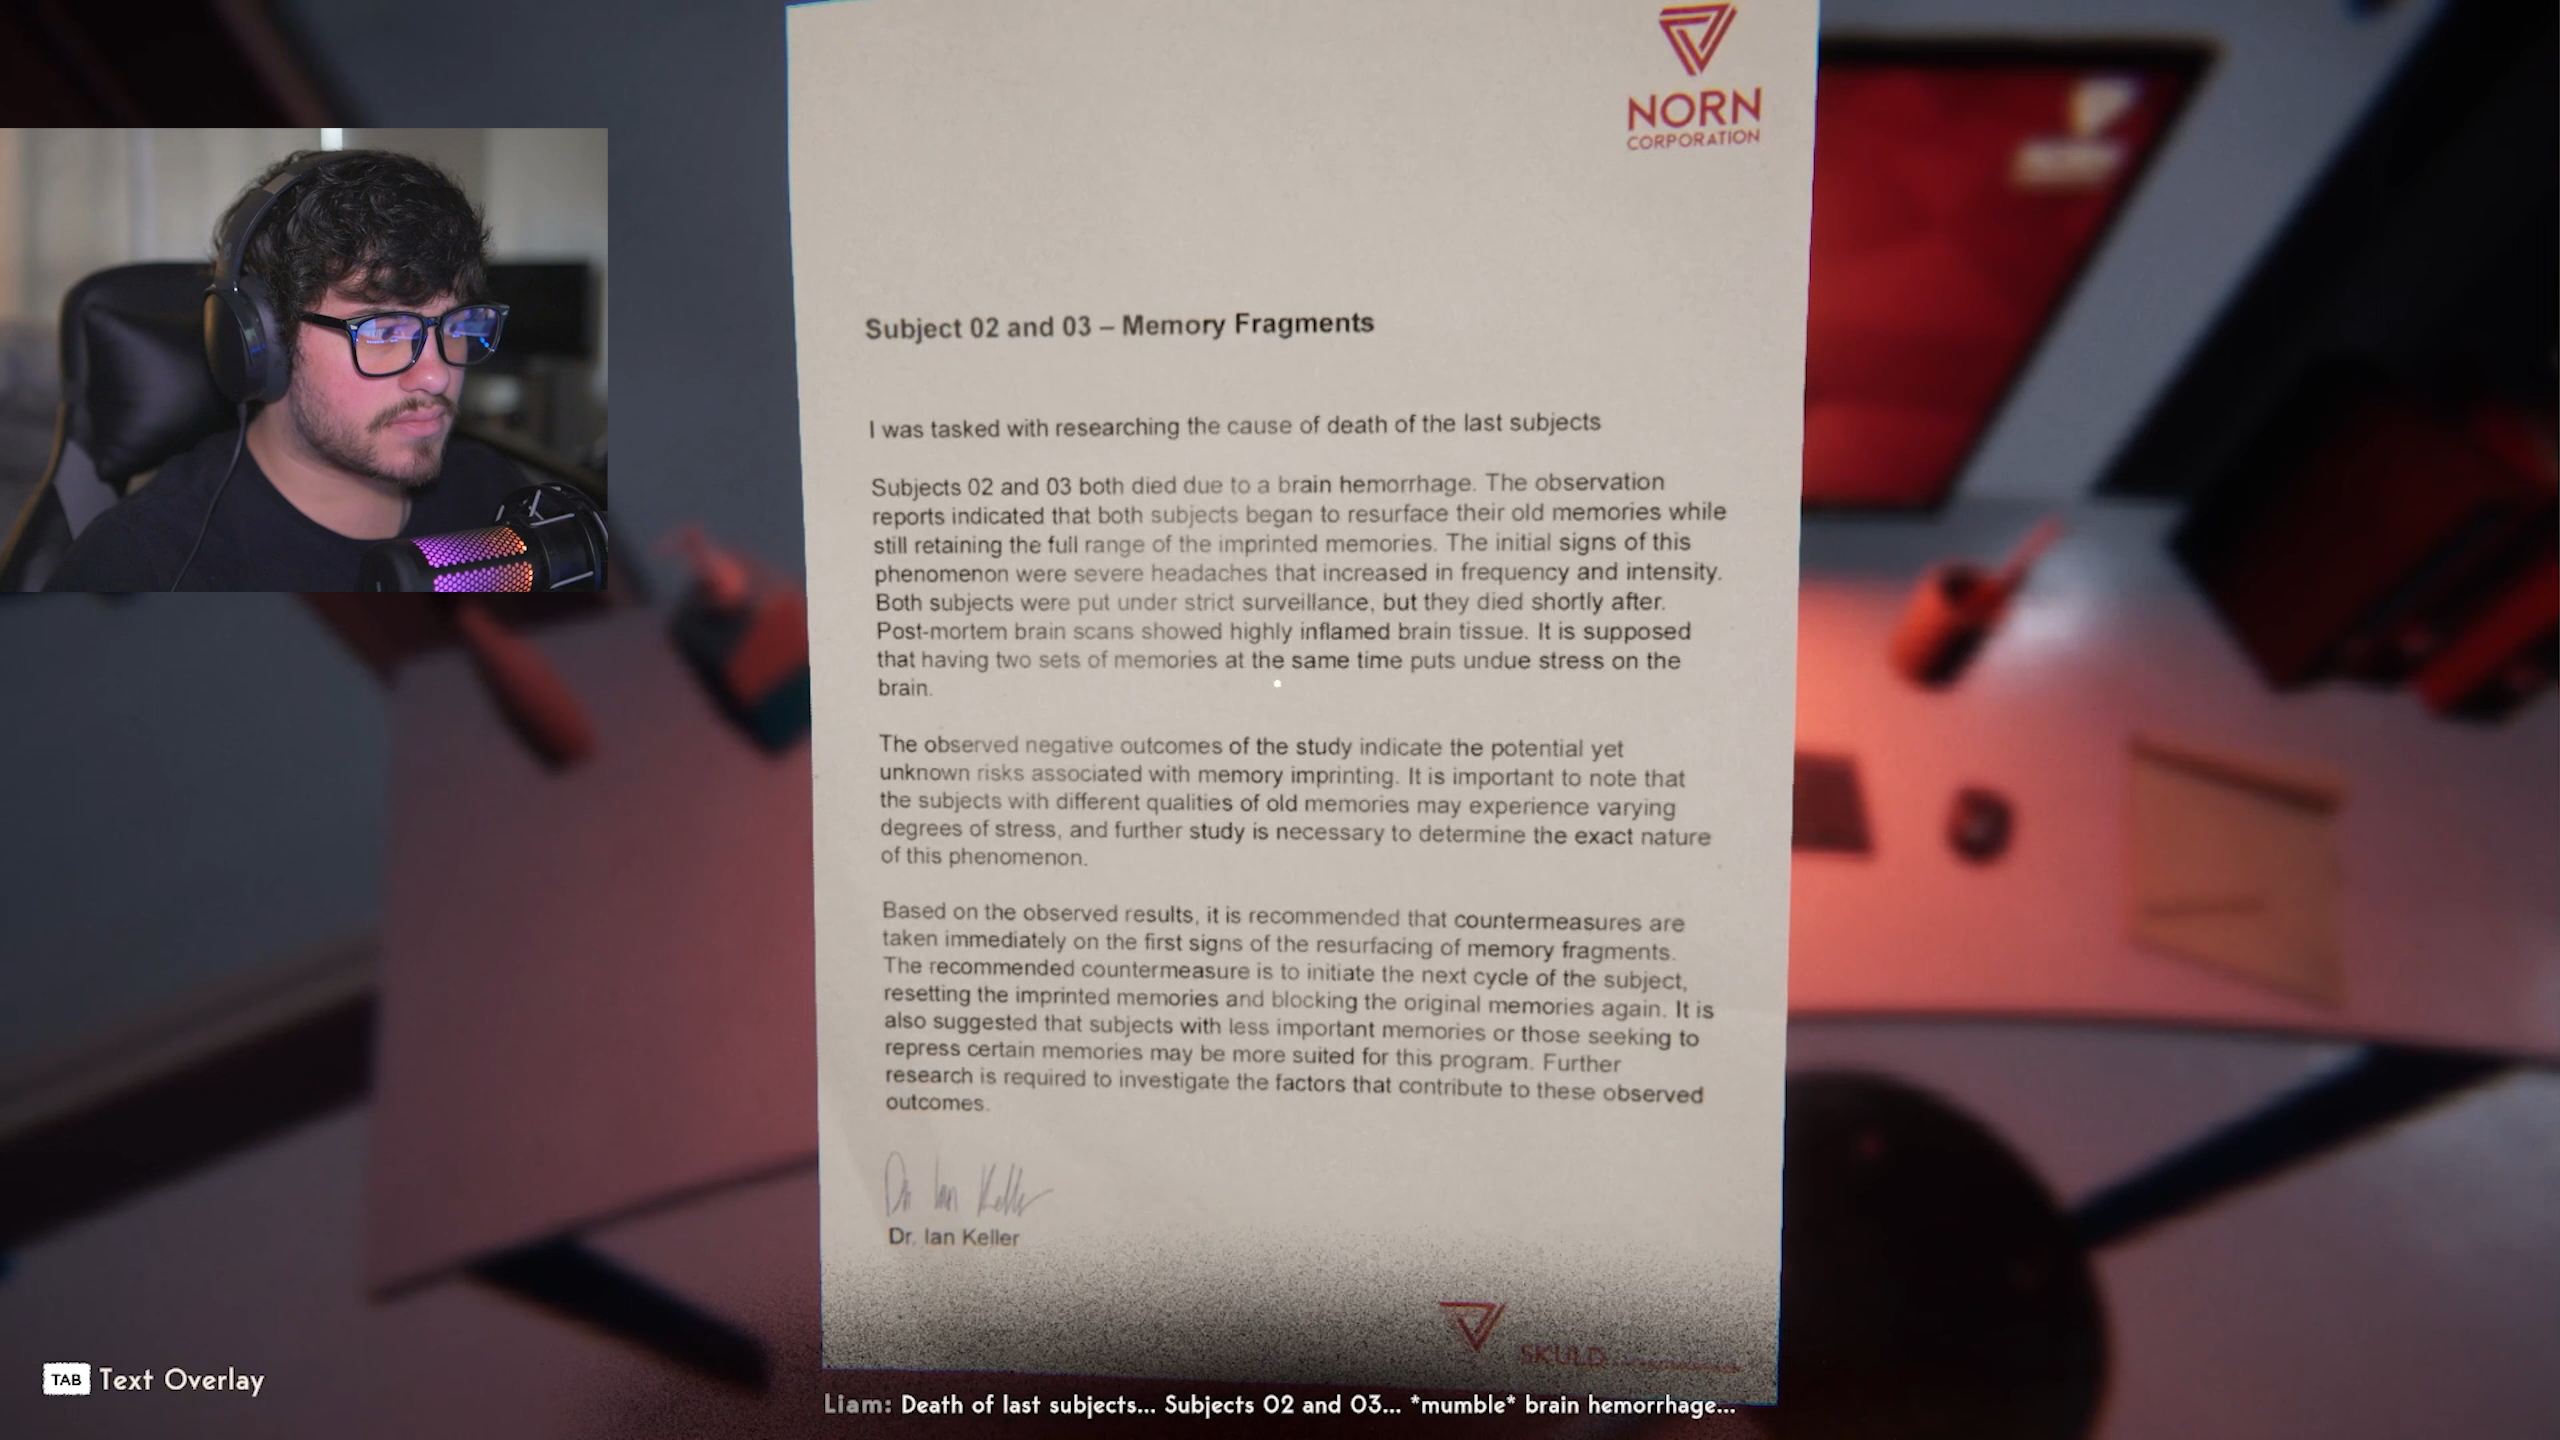 NORN
CORPORATION
Subject 02 and 03 – Memory Fragments
I was tasked with researching the cause of death of the last subjects
Subjects 02 and 03 both died due to a brain hemorrhage. The observation
reports indicated that both subjects began to resurface their old memories while
still retaining the full range of the imprinted memories. The initial signs of this
phenomenon were severe headaches that increased in frequency and intensity.
Both subjects were put under strict surveillance, but they died shortly after.
Post-mortem brain scans showed highly inflamed brain tissue. It is supposed
that having two sets of memories at the same time puts undue stress on the
brain.
The observed negative outcomes of the study indicate the potential yet
unknown risks associated with memory imprinting. It is important to note that
the subjects with different qualities of old memories may experience varying
degrees of stress, and further study is necessary to determine the exact nature
of this phenomenon.
Based on the observed results, it is recommended that countermeasures are
taken immediately on the first signs of the resurfacing of memory fragments.
The recommended countermeasure is to initiate the next cycle of the subject,
resetting the imprinted memories and blocking the original memories again. It is
also suggested that subjects with less important memories or those seeking to
repress certain memories may be more suited for this program. Further
research is required to investigate the factors that contribute to these observed
outcomes.
Dr Ian Keller
Dr. Ian Keller
SKULD
TAB Text Overlay
Liam: Death of last subjects... Subjects 02 and 03... *mumble* brain hemorrhage...